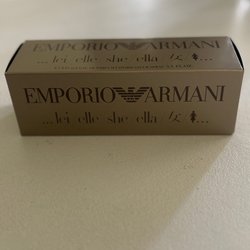 EMPORIO ARMANI
...lei elle she ella 女...
EMPORIO ARMANI
...lei elle she ella 女...